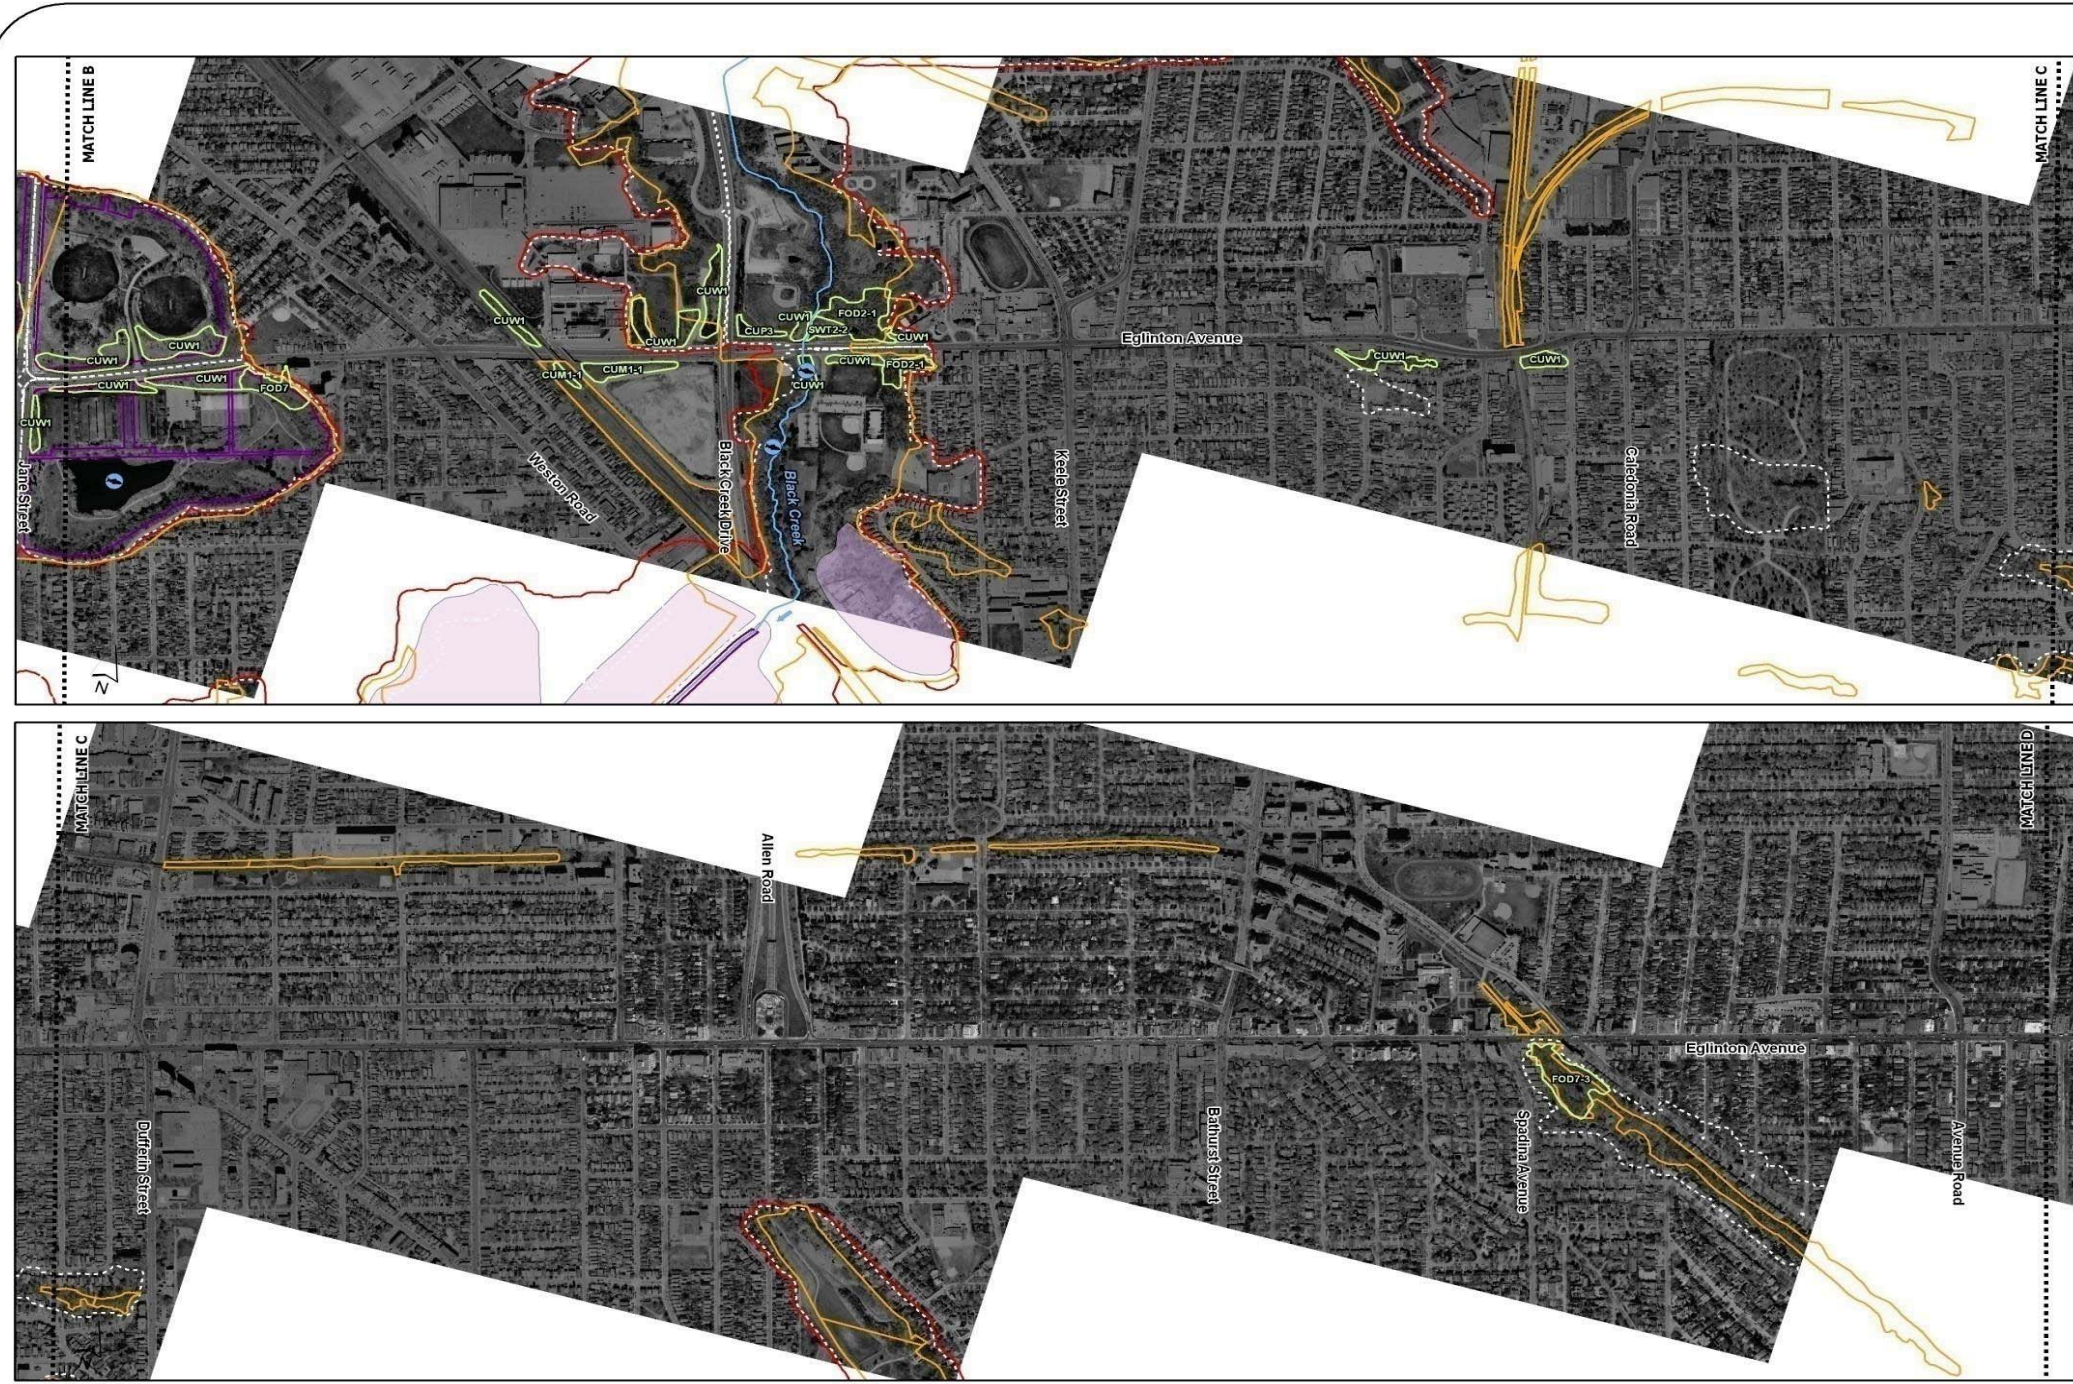 MATCH LINE B
MATCH LINE C
CUW1
CUW1
CUW1
CUP3
CUW1
FOD2-1
SWT2-2
CUW1
CUW1
Eglinton Avenue
CUW1
CUW1
CUW1
CUW1
CUM1-1
CUM1-1
CUW1
FOD2-1
CUW1
CUW1
CUW1
FOD7
CUW1
CUW1
Jane Street
Weston Road
Black Creek Drive
Black Creek
Keele Street
Caledonia Road
N
MATCH LINE C
MATCH LINE D
Allen Road
Eglinton Avenue
FOD7-3
Dufferin Street
Bathurst Street
Spadina Avenue
Avenue Road